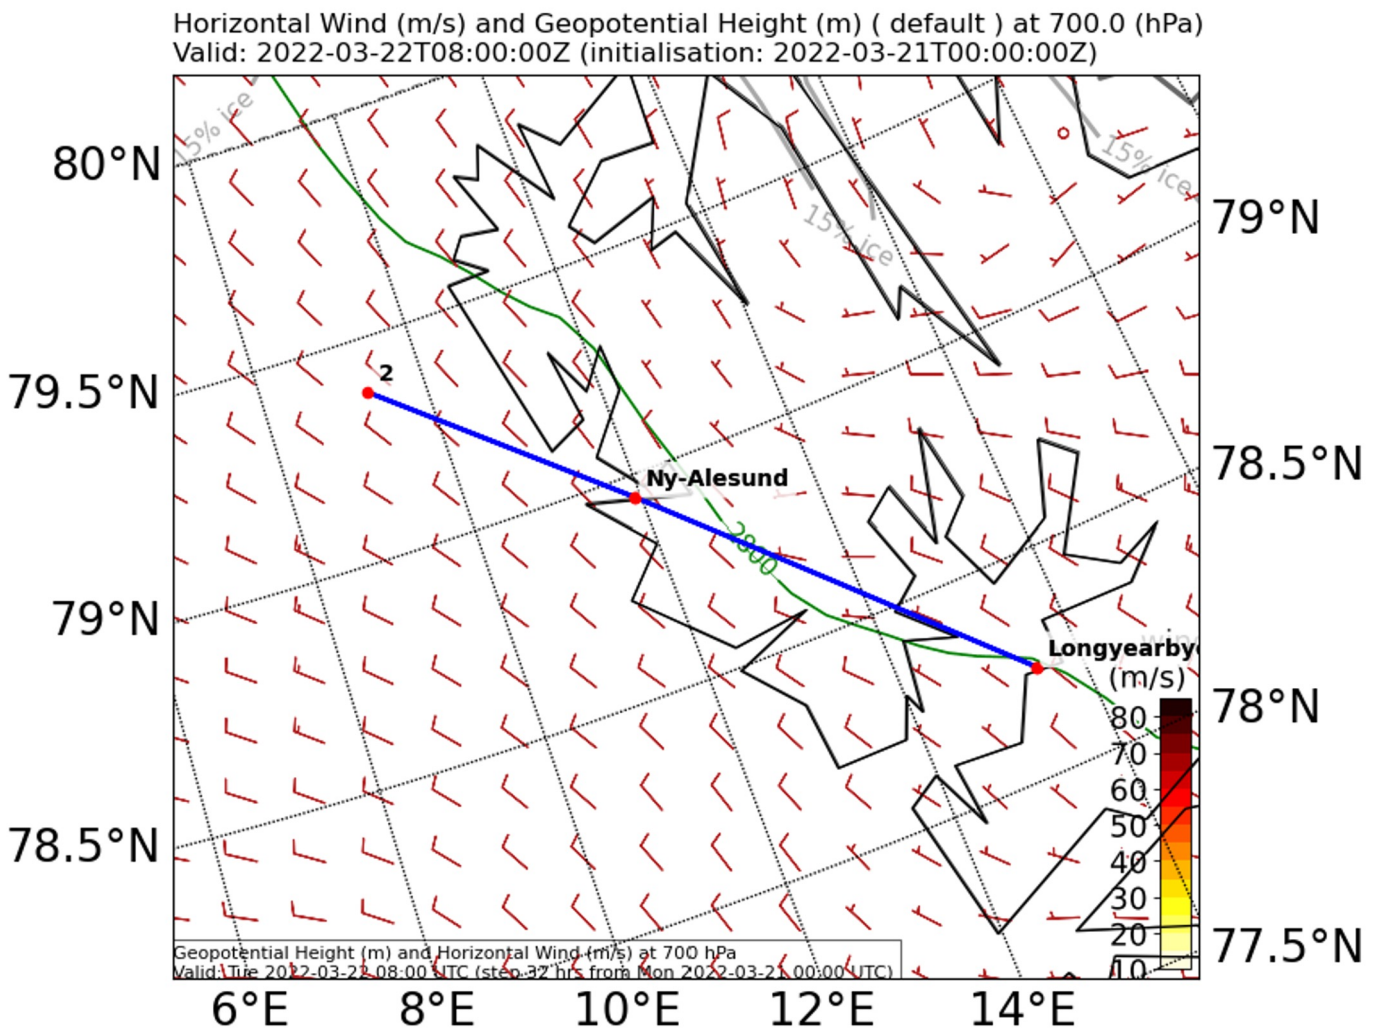 Horizontal Wind (m/s) and Geopotential Height (m) ( default ) at 700.0 (hPa)
Valid: 2022-03-22T08:00:00Z (initialisation: 2022-03-21T00:00:00Z)
15% ice
15% ice
15% ice
80°N
79°N
79.5°N
2
Ny-Alesund
78.5°N
2800
79°N
Longyearby
(m/s)
78°N
80
70
60
50
40
30
20
10
78.5°N
77.5°N
Geopotential Height (m) and Horizontal Wind (m/s) at 700 hPa
Valid: Tue 2022-03-22 08:00 UTC (step 32 hrs from Mon 2022-03-21 00:00 UTC)
6°E 8°E 10°E 12°E 14°E